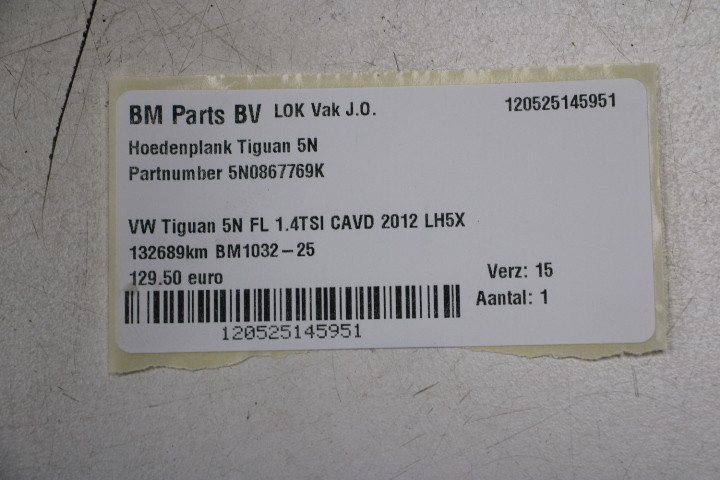 BM Parts BV LOK Vak J.O. 120525145951
Hoedenplank Tiguan 5N
Partnumber 5N0867769K
VW Tiguan 5N FL 1.4TSI CAVD 2012 LH5X
132689km BM1032-25
129.50 euro
Verz: 15
Aantal: 1
120525145951